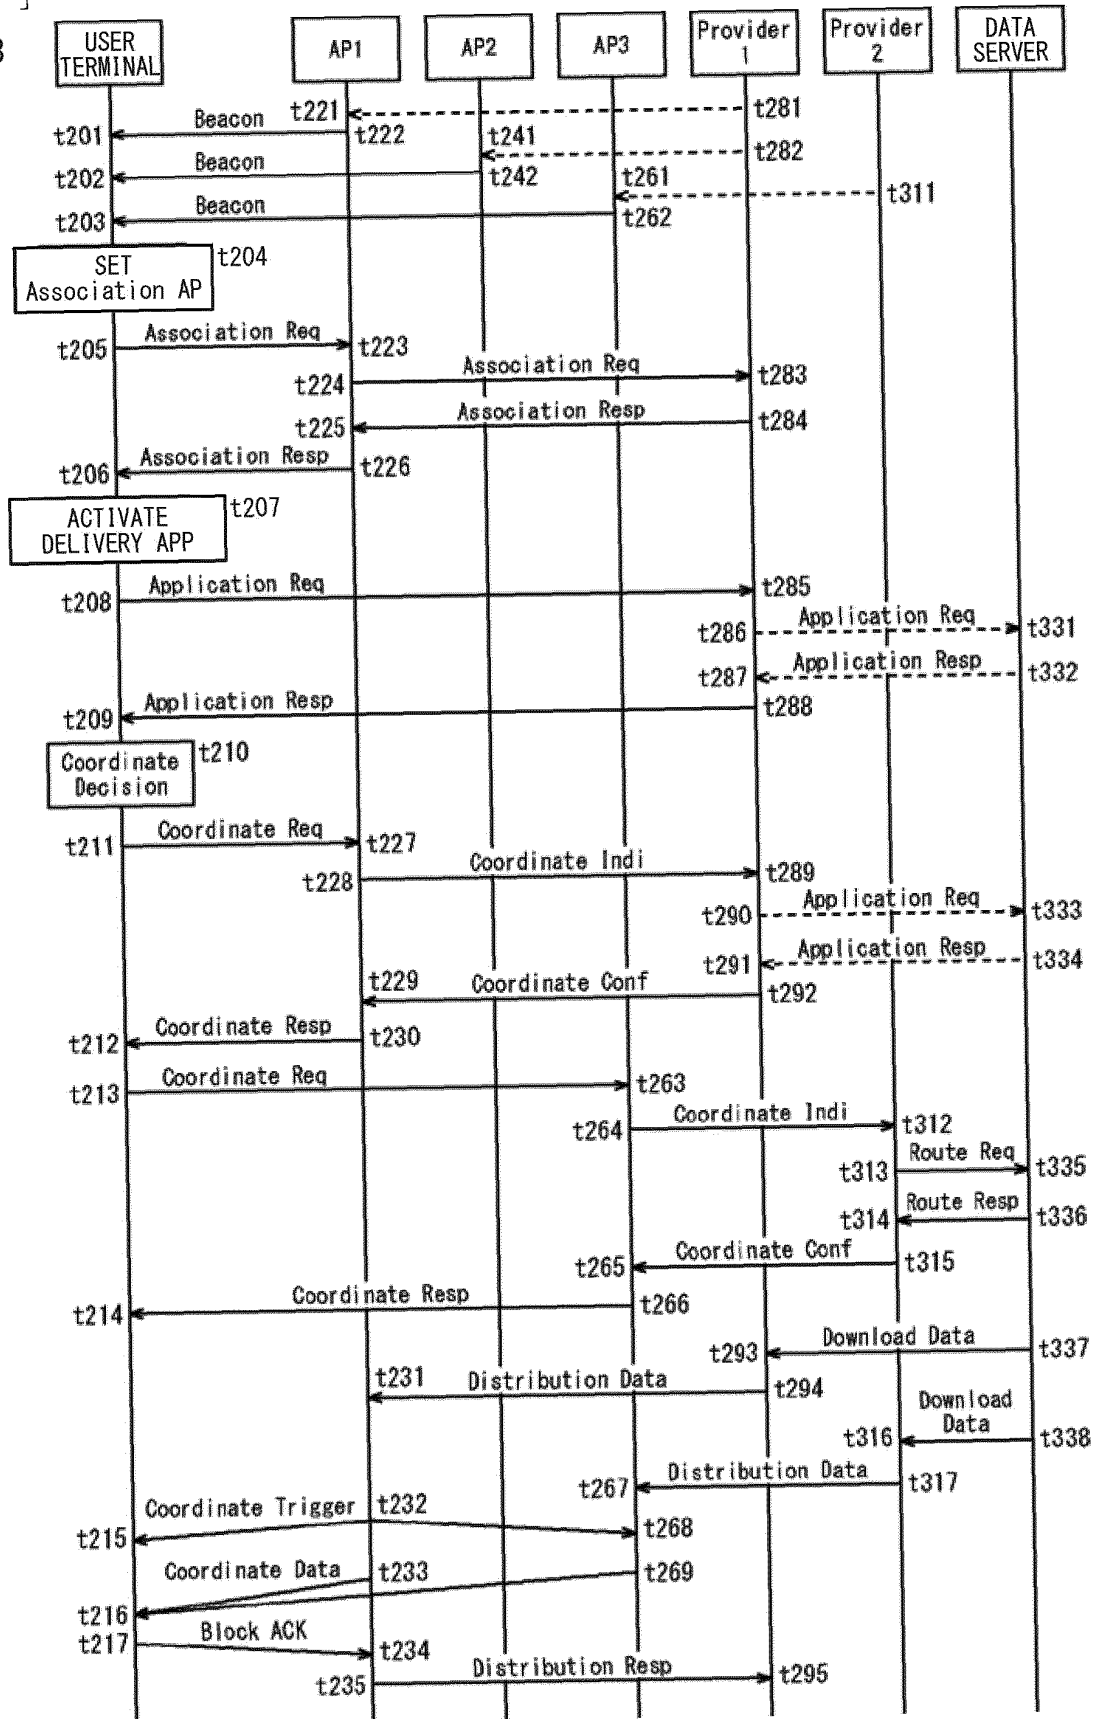 USER
TERMINAL
AP1
AP2
AP3
Provider
1
Provider
2
DATA
SERVER
t221
t281
Beacon
t201
t222
t241
t282
Beacon
t202
t242
t261
t311
Beacon
t203
t262
t204
SET
Association AP
t205
Association Req
t223
t224
Association Req
t283
t225
Association Resp
t284
t206
Association Resp
t226
t207
ACTIVATE
DELIVERY APP
t208
Application Req
t285
t286
Application Req
t331
t287
Application Resp
t332
t209
Application Resp
t288
t210
Coordinate
Decision
t211
Coordinate Req
t227
t228
Coordinate Indi
t289
t290
Application Req
t333
t291
Application Resp
t334
t229
Coordinate Conf
t292
t212
Coordinate Resp
t230
t213
Coordinate Req
t263
t264
Coordinate Indi
t312
t313
Route Req
t335
t314
Route Resp
t336
t265
Coordinate Conf
t315
t214
Coordinate Resp
t266
t293
Download Data
t337
t231
Distribution Data
t294
Download
Data
t316
t338
t267
Distribution Data
t317
Coordinate Trigger
t232
t215
t268
Coordinate Data
t233
t269
t216
t217
Block ACK
t234
t235
Distribution Resp
t295